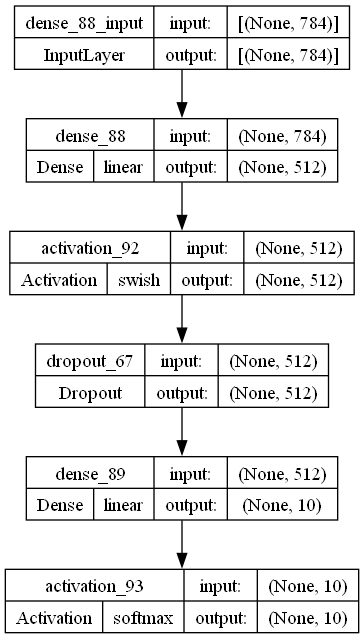 dense_88_input input: [(None, 784)]
InputLayer output: [(None, 784)]
dense_88 input: (None, 784)
Dense linear output: (None, 512)
activation_92 input: (None, 512)
Activation swish output: (None, 512)
dropout_67 input: (None, 512)
Dropout output: (None, 512)
dense_89 input: (None, 512)
Dense linear output: (None, 10)
activation_93 input: (None, 10)
Activation softmax output: (None, 10)